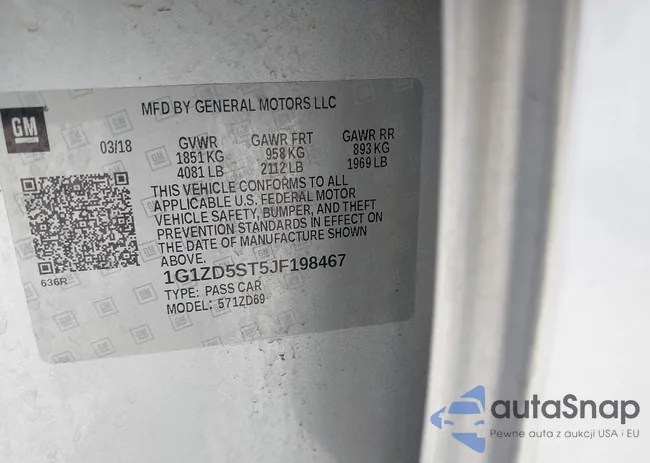 MFD BY GENERAL MOTORS LLC
GM
03/18 GVWR GAWR FRT GAWR RR
1851 KG 958 KG 893 KG
4081 LB 2112 LB 1969 LB
THIS VEHICLE CONFORMS TO ALL
APPLICABLE U.S. FEDERAL MOTOR
VEHICLE SAFETY, BUMPER, AND THEFT
PREVENTION STANDARDS IN EFFECT ON
THE DATE OF MANUFACTURE SHOWN
ABOVE.
636R
1G1ZD5ST5JF198467
TYPE: PASS CAR
MODEL: 571ZD69
autaSnap
Pewne auta z aukcji USA i EU